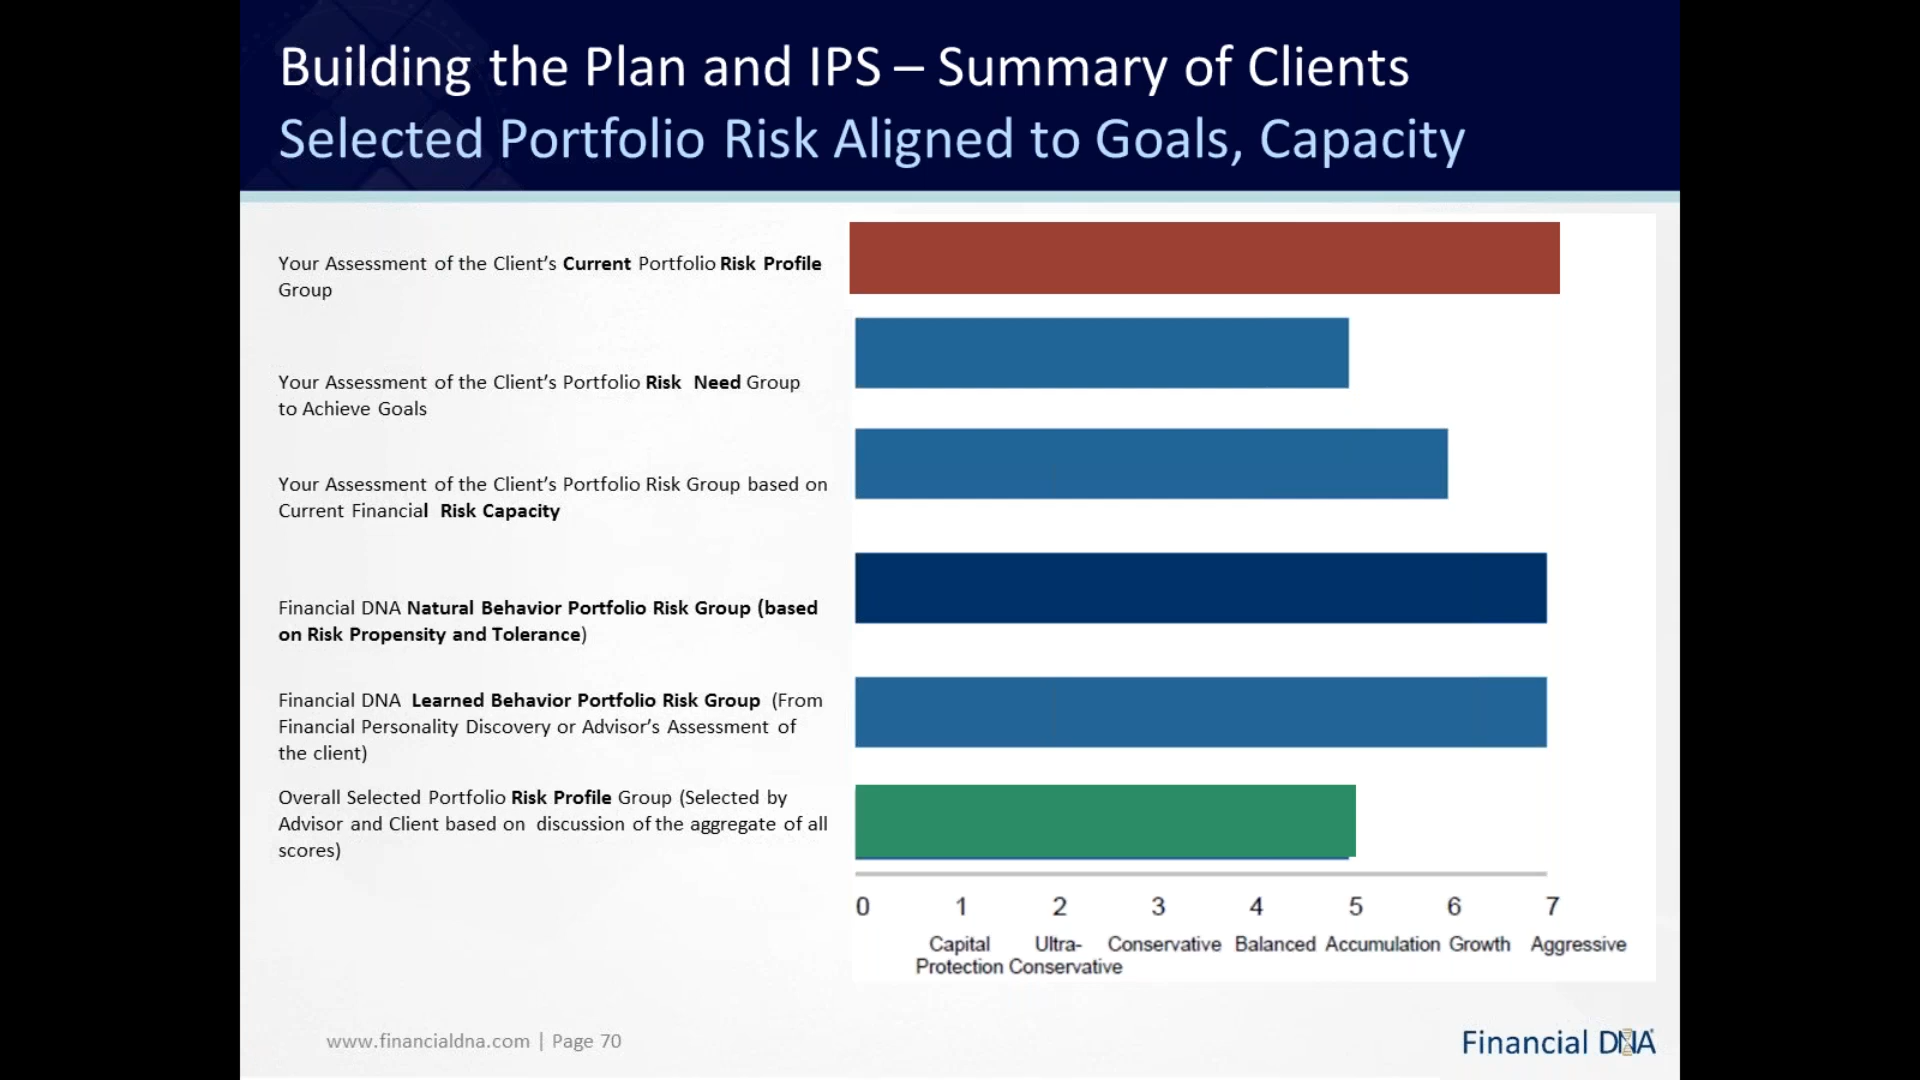 Building the Plan and IPS – Summary of Clients
Selected Portfolio Risk Aligned to Goals, Capacity
Your Assessment of the Client’s Current Portfolio Risk Profile
Group
Your Assessment of the Client’s Portfolio Risk Need Group
to Achieve Goals
Your Assessment of the Client’s Portfolio Risk Group based on
Current Financial Risk Capacity
Financial DNA Natural Behavior Portfolio Risk Group (based
on Risk Propensity and Tolerance)
Financial DNA Learned Behavior Portfolio Risk Group (From
Financial Personality Discovery or Advisor’s Assessment of
the client)
Overall Selected Portfolio Risk Profile Group (Selected by
Advisor and Client based on discussion of the aggregate of all
scores)
0 1 2 3 4 5 6 7
Capital Ultra- Conservative Balanced Accumulation Growth Aggressive
Protection Conservative
www.financialdna.com | Page 70
Financial DNA